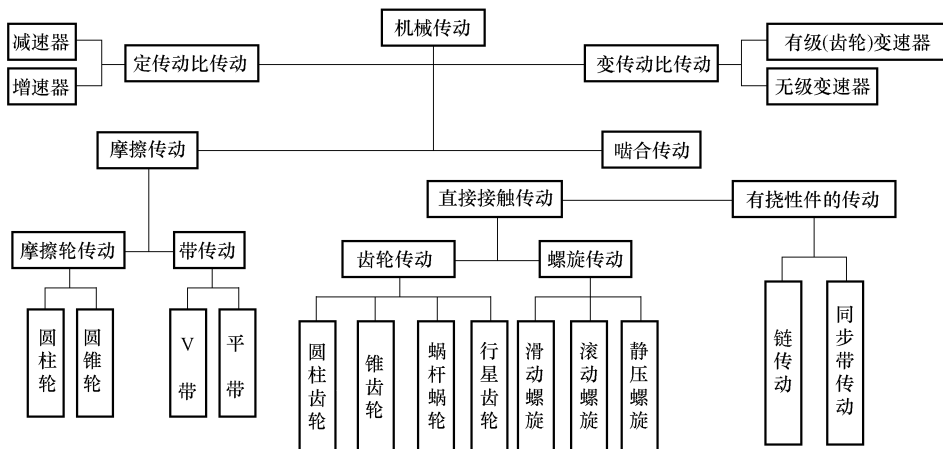 机械传动
减速器
增速器
定传动比传动
变传动比传动
有级(齿轮)变速器
无级变速器
摩擦传动
啮合传动
直接接触传动
有挠性件的传动
摩擦轮传动
带传动
齿轮传动
螺旋传动
圆柱轮
圆锥轮
V带
平带
圆柱齿轮
锥齿轮
蜗杆蜗轮
行星齿轮
滑动螺旋
滚动螺旋
静压螺旋
链传动
同步带传动